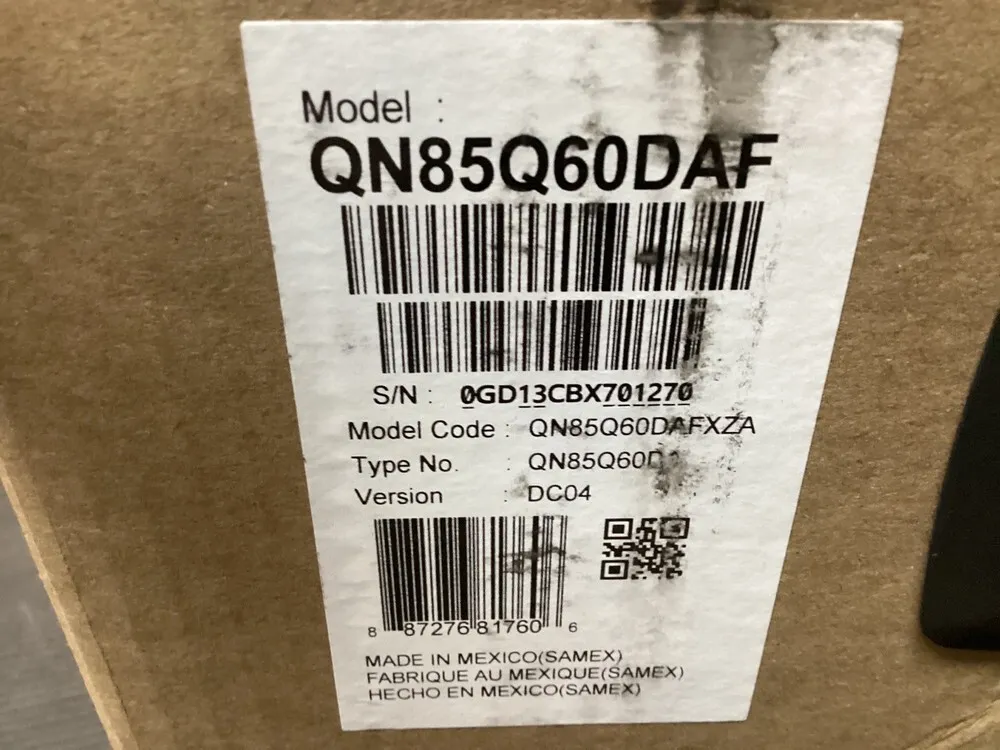 Model :
QN85Q60DAF
S/N : 0GD13CBX701270
Model Code : QN85Q60DAFXZA
Type No. :
Version : DC04
8 87276 81760 6
MADE IN MEXICO(SAMEX)
FABRIQUE AU MEXIQUE(SAMEX)
HECHO EN MEXICO(SAMEX)